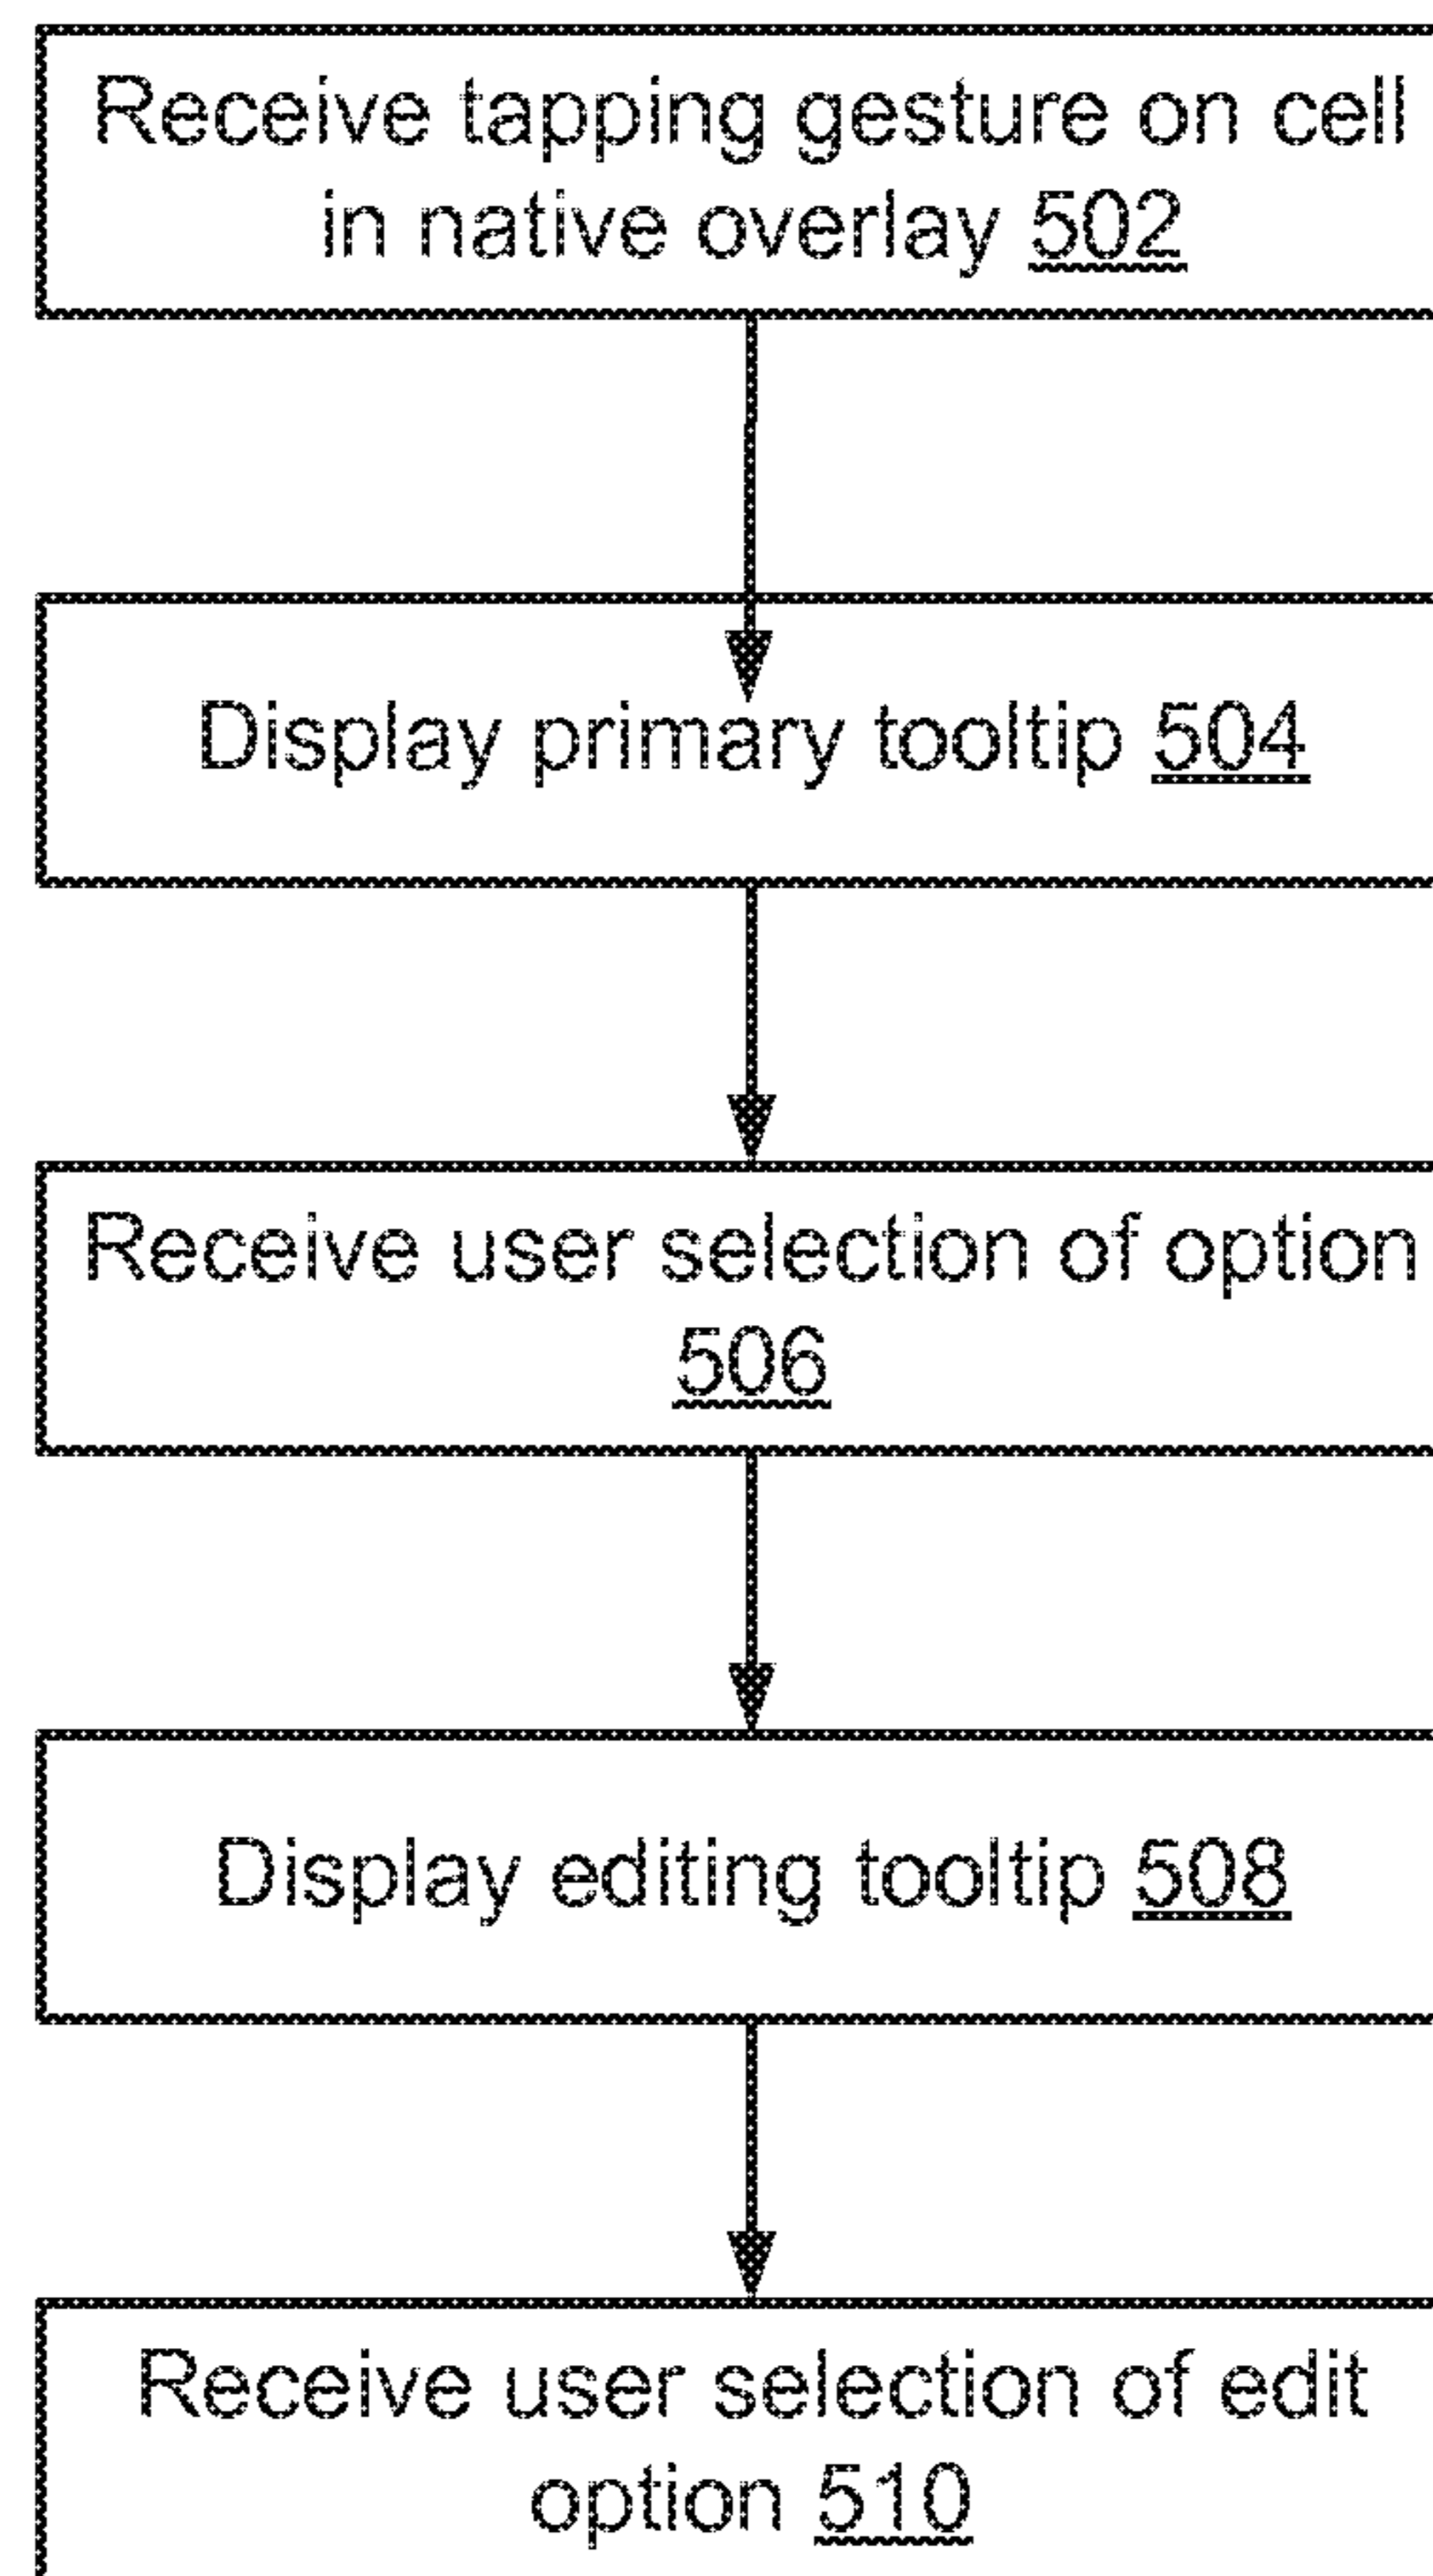 Receive tapping gesture on cell
in native overlay 502
Display primary tooltip 504
Receive user selection of option
506
Display editing tooltip 508
Receive user selection of edit
option 510